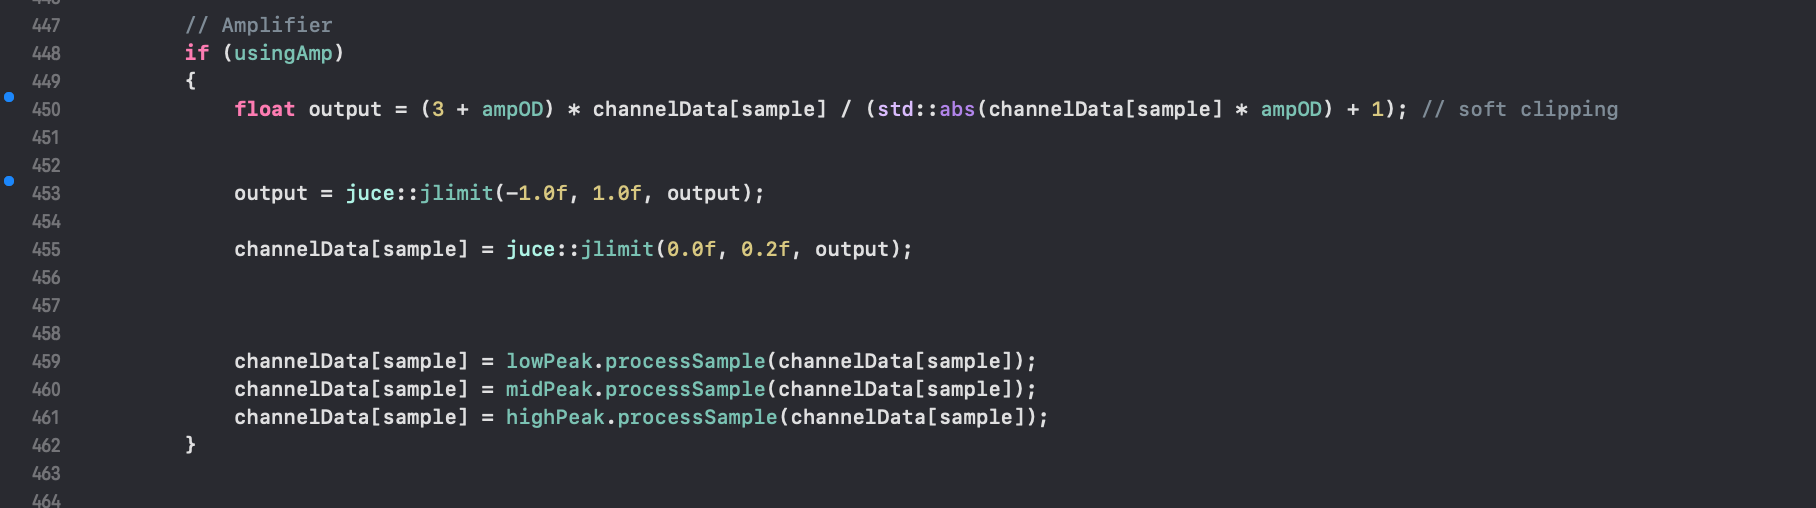 447 // Amplifier
448 if (usingAmp)
449 {
450 float output = (3 + ampOD) * channelData[sample] / (std::abs(channelData[sample] * ampOD) + 1); // soft clipping
451
452
453 output = juce::jlimit(-1.0f, 1.0f, output);
454
455 channelData[sample] = juce::jlimit(0.0f, 0.2f, output);
456
457
458
459 channelData[sample] = lowPeak.processSample(channelData[sample]);
460 channelData[sample] = midPeak.processSample(channelData[sample]);
461 channelData[sample] = highPeak.processSample(channelData[sample]);
462 }
463
464